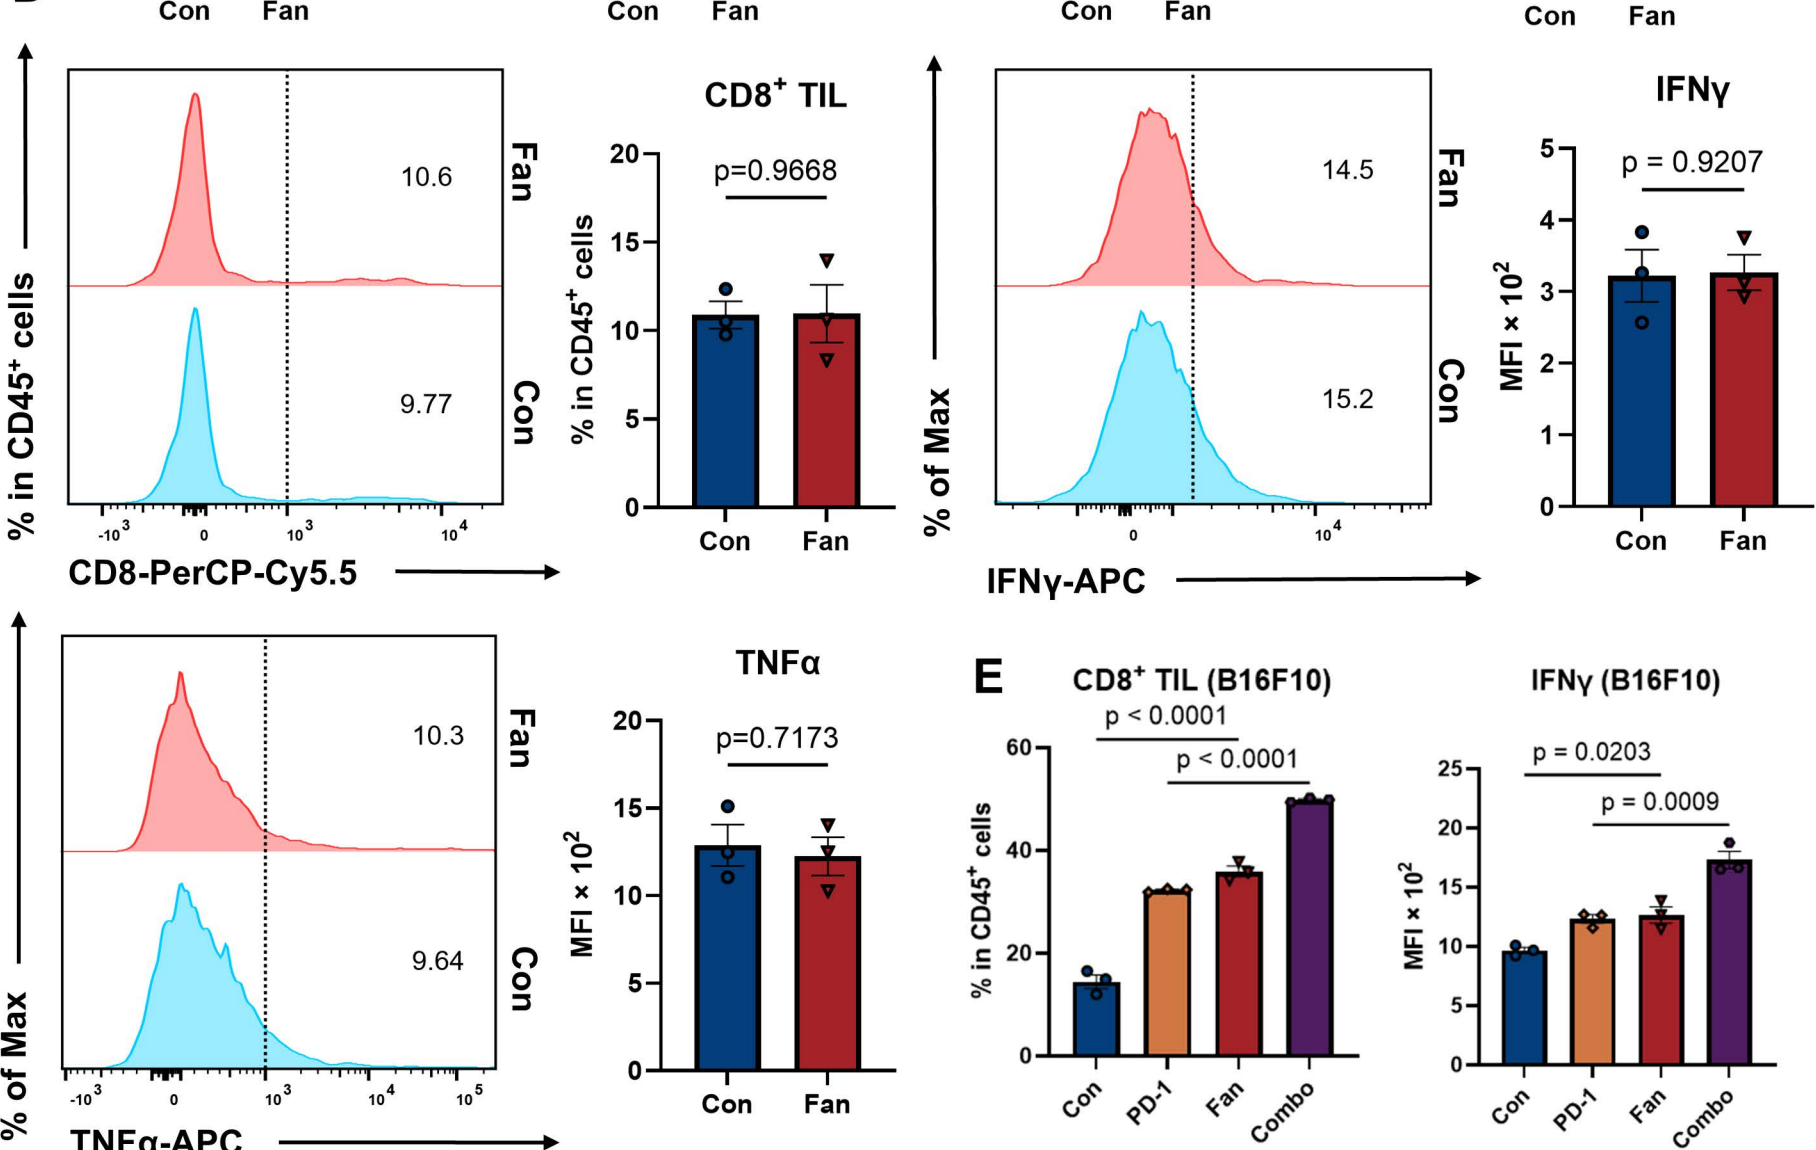 Con Fan
Con Fan
Con Fan
Con Fan
% in CD45⁺ cells
10.6
Fan
9.77
Con
-10³ 0 10³ 10⁴
CD8-PerCP-Cy5.5
CD8⁺ TIL
p=0.9668
% in CD45⁺ cells
20
15
10
5
0
Con Fan
% of Max
14.5
Fan
15.2
Con
0 10⁴
IFNγ-APC
IFNγ
p = 0.9207
MFI × 10²
5
4
3
2
1
0
Con Fan
% of Max
10.3
Fan
9.64
Con
-10³ 0 10³ 10⁴ 10⁵
TNFα-APC
TNFα
p=0.7173
MFI × 10²
20
15
10
5
0
Con Fan
E
CD8⁺ TIL (B16F10)
p < 0.0001
p < 0.0001
% in CD45⁺ cells
60
40
20
0
Con PD-1 Fan Combo
IFNγ (B16F10)
p = 0.0203
p = 0.0009
MFI × 10²
25
20
15
10
5
0
Con PD-1 Fan Combo